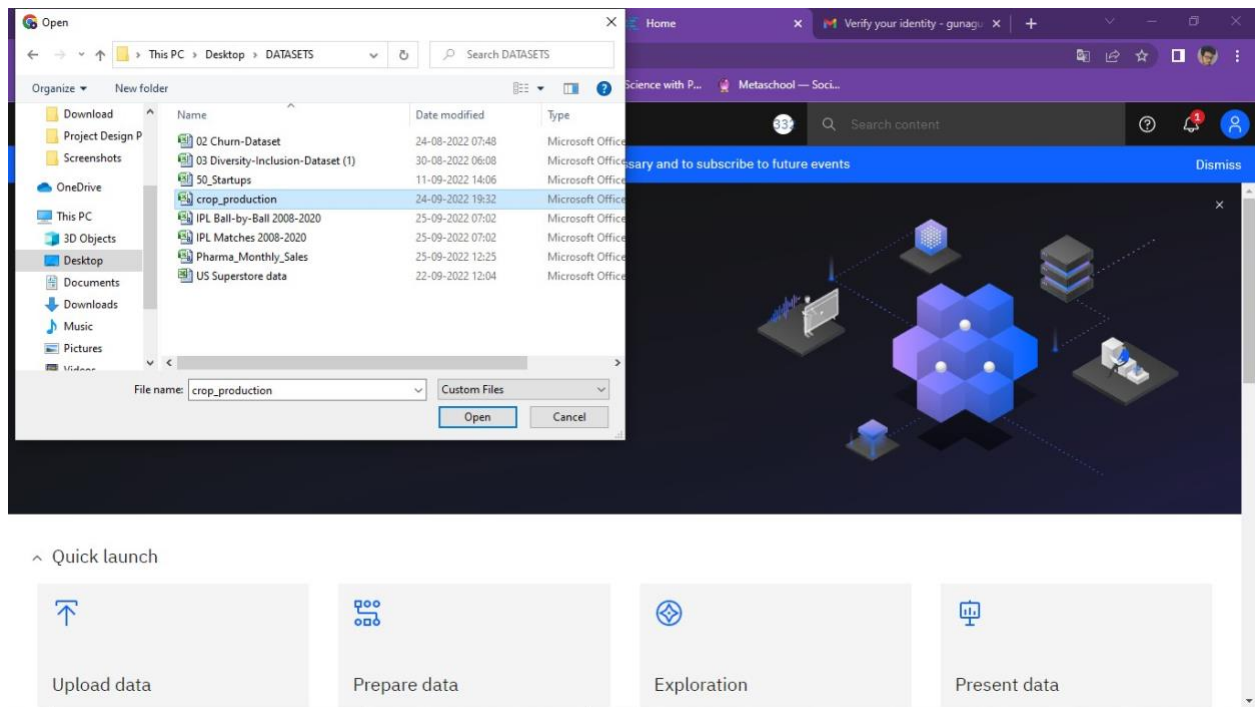 Open
Home
Verify your identity - gunagu
This PC > Desktop > DATASETS
Search DATASETS
Organize
New folder
Science with P...
Metaschool — Soci...
Download
Project Design P
Screenshots
OneDrive
This PC
3D Objects
Desktop
Documents
Downloads
Music
Pictures
Videos
Name Date modified Type
02 Churn-Dataset 24-08-2022 07:48 Microsoft Office
03 Diversity-Inclusion-Dataset (1) 30-08-2022 06:08 Microsoft Office
50_Startups 11-09-2022 14:06 Microsoft Office
crop_production 24-09-2022 19:32 Microsoft Office
IPL Ball-by-Ball 2008-2020 25-09-2022 07:02 Microsoft Office
IPL Matches 2008-2020 25-09-2022 07:02 Microsoft Office
Pharma_Monthly_Sales 25-09-2022 12:25 Microsoft Office
US Superstore data 22-09-2022 12:04 Microsoft Office
File name: crop_production
Custom Files
Open
Cancel
Search content
1
ssary and to subscribe to future events
Dismiss
Quick launch
Upload data
Prepare data
Exploration
Present data